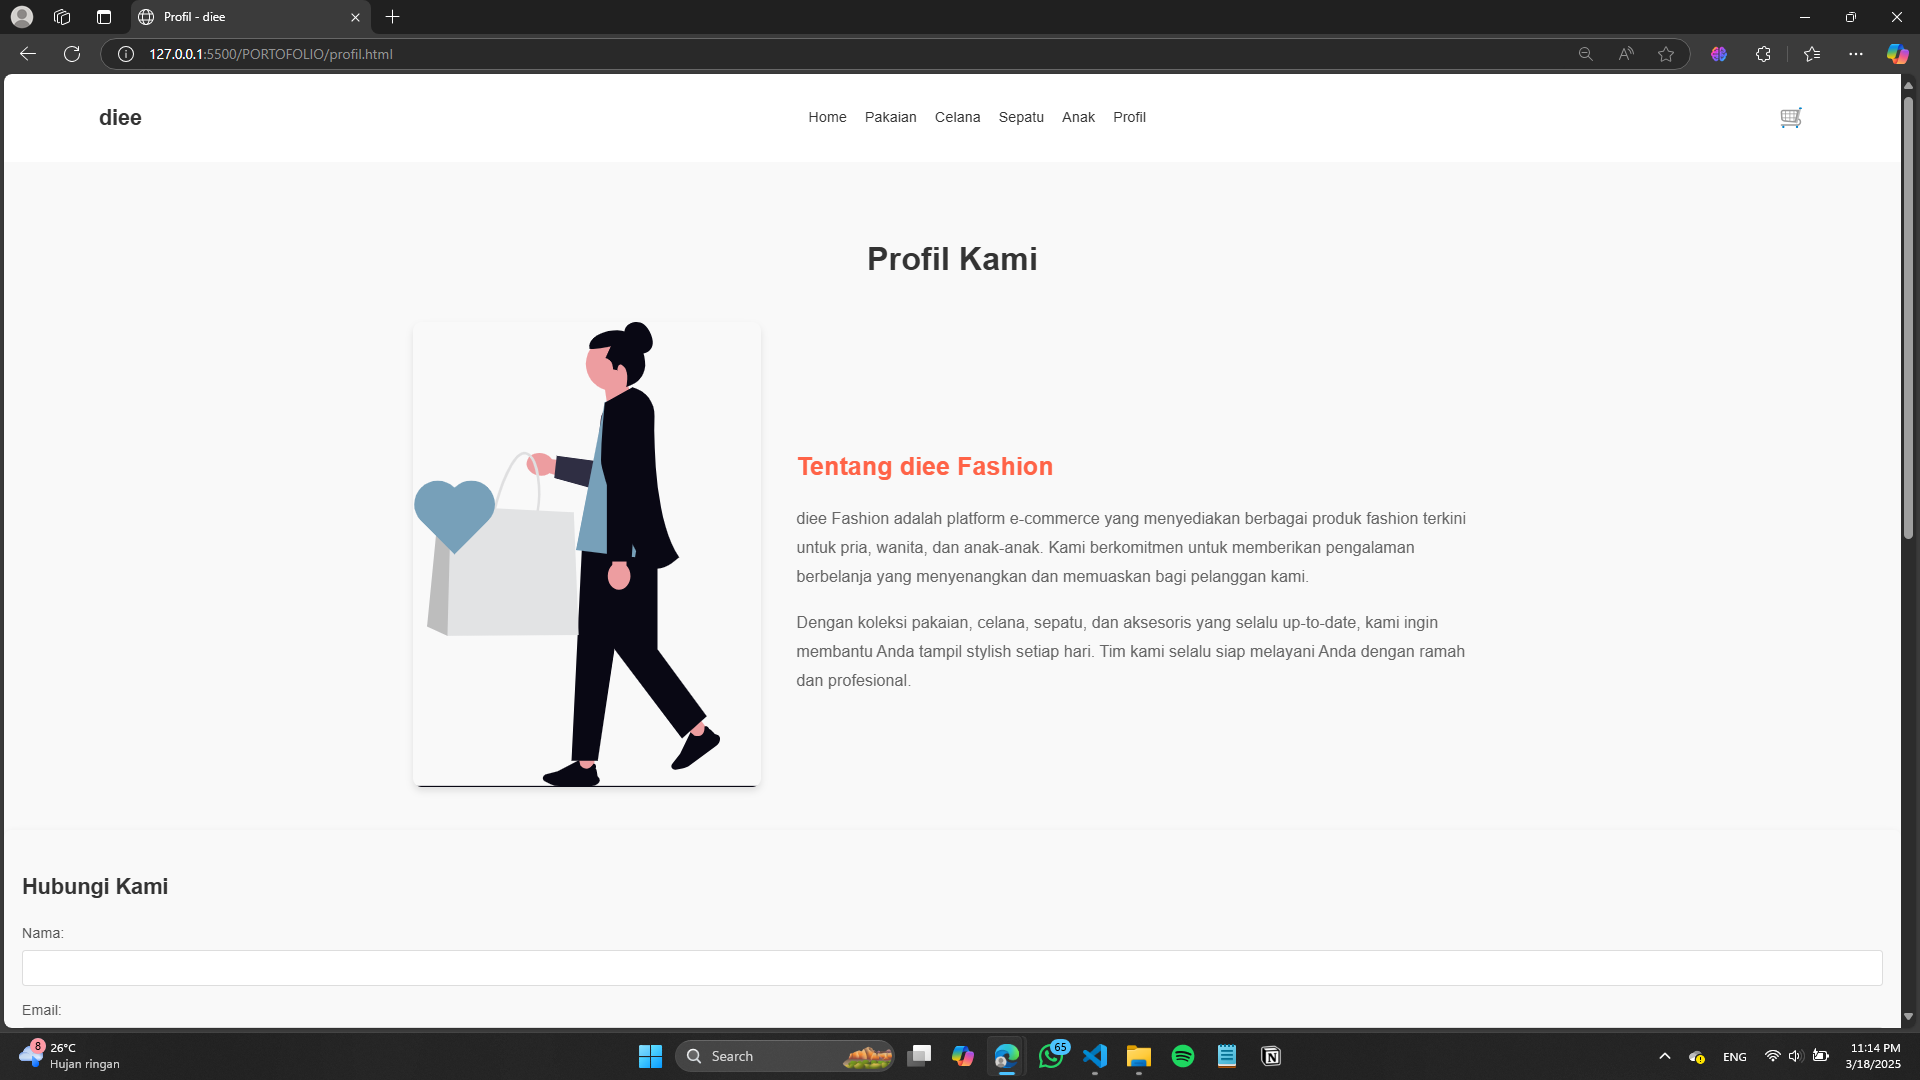 Profil - diee
127.0.0.1:5500/PORTOFOLIO/profil.html
diee
Home Pakaian Celana Sepatu Anak Profil
Profil Kami
Tentang diee Fashion
diee Fashion adalah platform e-commerce yang menyediakan berbagai produk fashion terkini
untuk pria, wanita, dan anak-anak. Kami berkomitmen untuk memberikan pengalaman
berbelanja yang menyenangkan dan memuaskan bagi pelanggan kami.
Dengan koleksi pakaian, celana, sepatu, dan aksesoris yang selalu up-to-date, kami ingin
membantu Anda tampil stylish setiap hari. Tim kami selalu siap melayani Anda dengan ramah
dan profesional.
Hubungi Kami
Nama:
Email:
8
26°C
Hujan ringan
Search
65
ENG
11:14 PM
3/18/2025